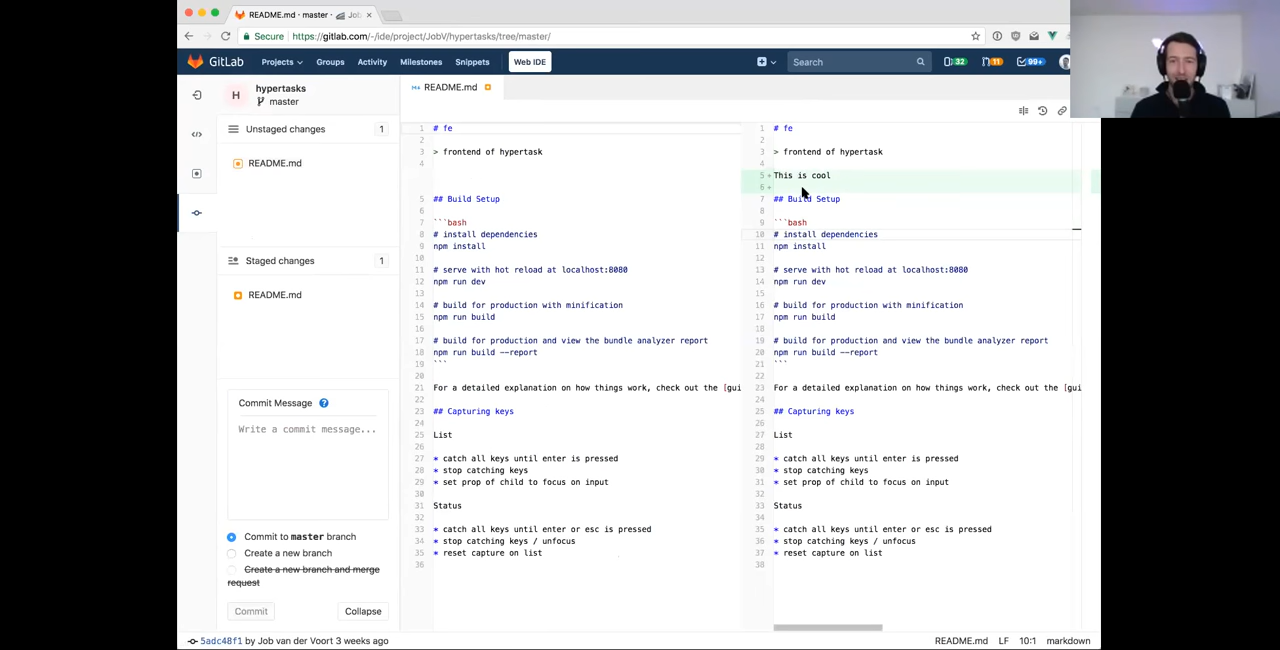 README.md · master · Job
Secure https://gitlab.com/-/ide/project/JobV/hypertasks/tree/master/
GitLab Projects Groups Activity Milestones Snippets Web IDE Search 32 11 99+
H hypertasks
master
README.md
Unstaged changes 1
README.md
Staged changes 1
README.md
Commit Message ?
Write a commit message...
Commit to master branch
Create a new branch
Create a new branch and merge
request
Commit Collapse
1 # fe
2
3 > frontend of hypertask
4
5 ## Build Setup
6
7 ```bash
8 # install dependencies
9 npm install
10
11 # serve with hot reload at localhost:8080
12 npm run dev
13
14 # build for production with minification
15 npm run build
16
17 # build for production and view the bundle analyzer report
18 npm run build --report
19 ```
20
21 For a detailed explanation on how things work, check out the [gui
22
23 ## Capturing keys
24
25 List
26
27 * catch all keys until enter is pressed
28 * stop catching keys
29 * set prop of child to focus on input
30
31 Status
32
33 * catch all keys until enter or esc is pressed
34 * stop catching keys / unfocus
35 * reset capture on list
36
1 # fe
2
3 > frontend of hypertask
4
5 + This is cool
6 +
7 ## Build Setup
8
9 ```bash
10 # install dependencies
11 npm install
12
13 # serve with hot reload at localhost:8080
14 npm run dev
15
16 # build for production with minification
17 npm run build
18
19 # build for production and view the bundle analyzer report
20 npm run build --report
21 ```
22
23 For a detailed explanation on how things work, check out the [gui
24
25 ## Capturing keys
26
27 List
28
29 * catch all keys until enter is pressed
30 * stop catching keys
31 * set prop of child to focus on input
32
33 Status
34
35 * catch all keys until enter or esc is pressed
36 * stop catching keys / unfocus
37 * reset capture on list
38
5adc48f1 by Job van der Voort 3 weeks ago README.md LF 10:1 markdown